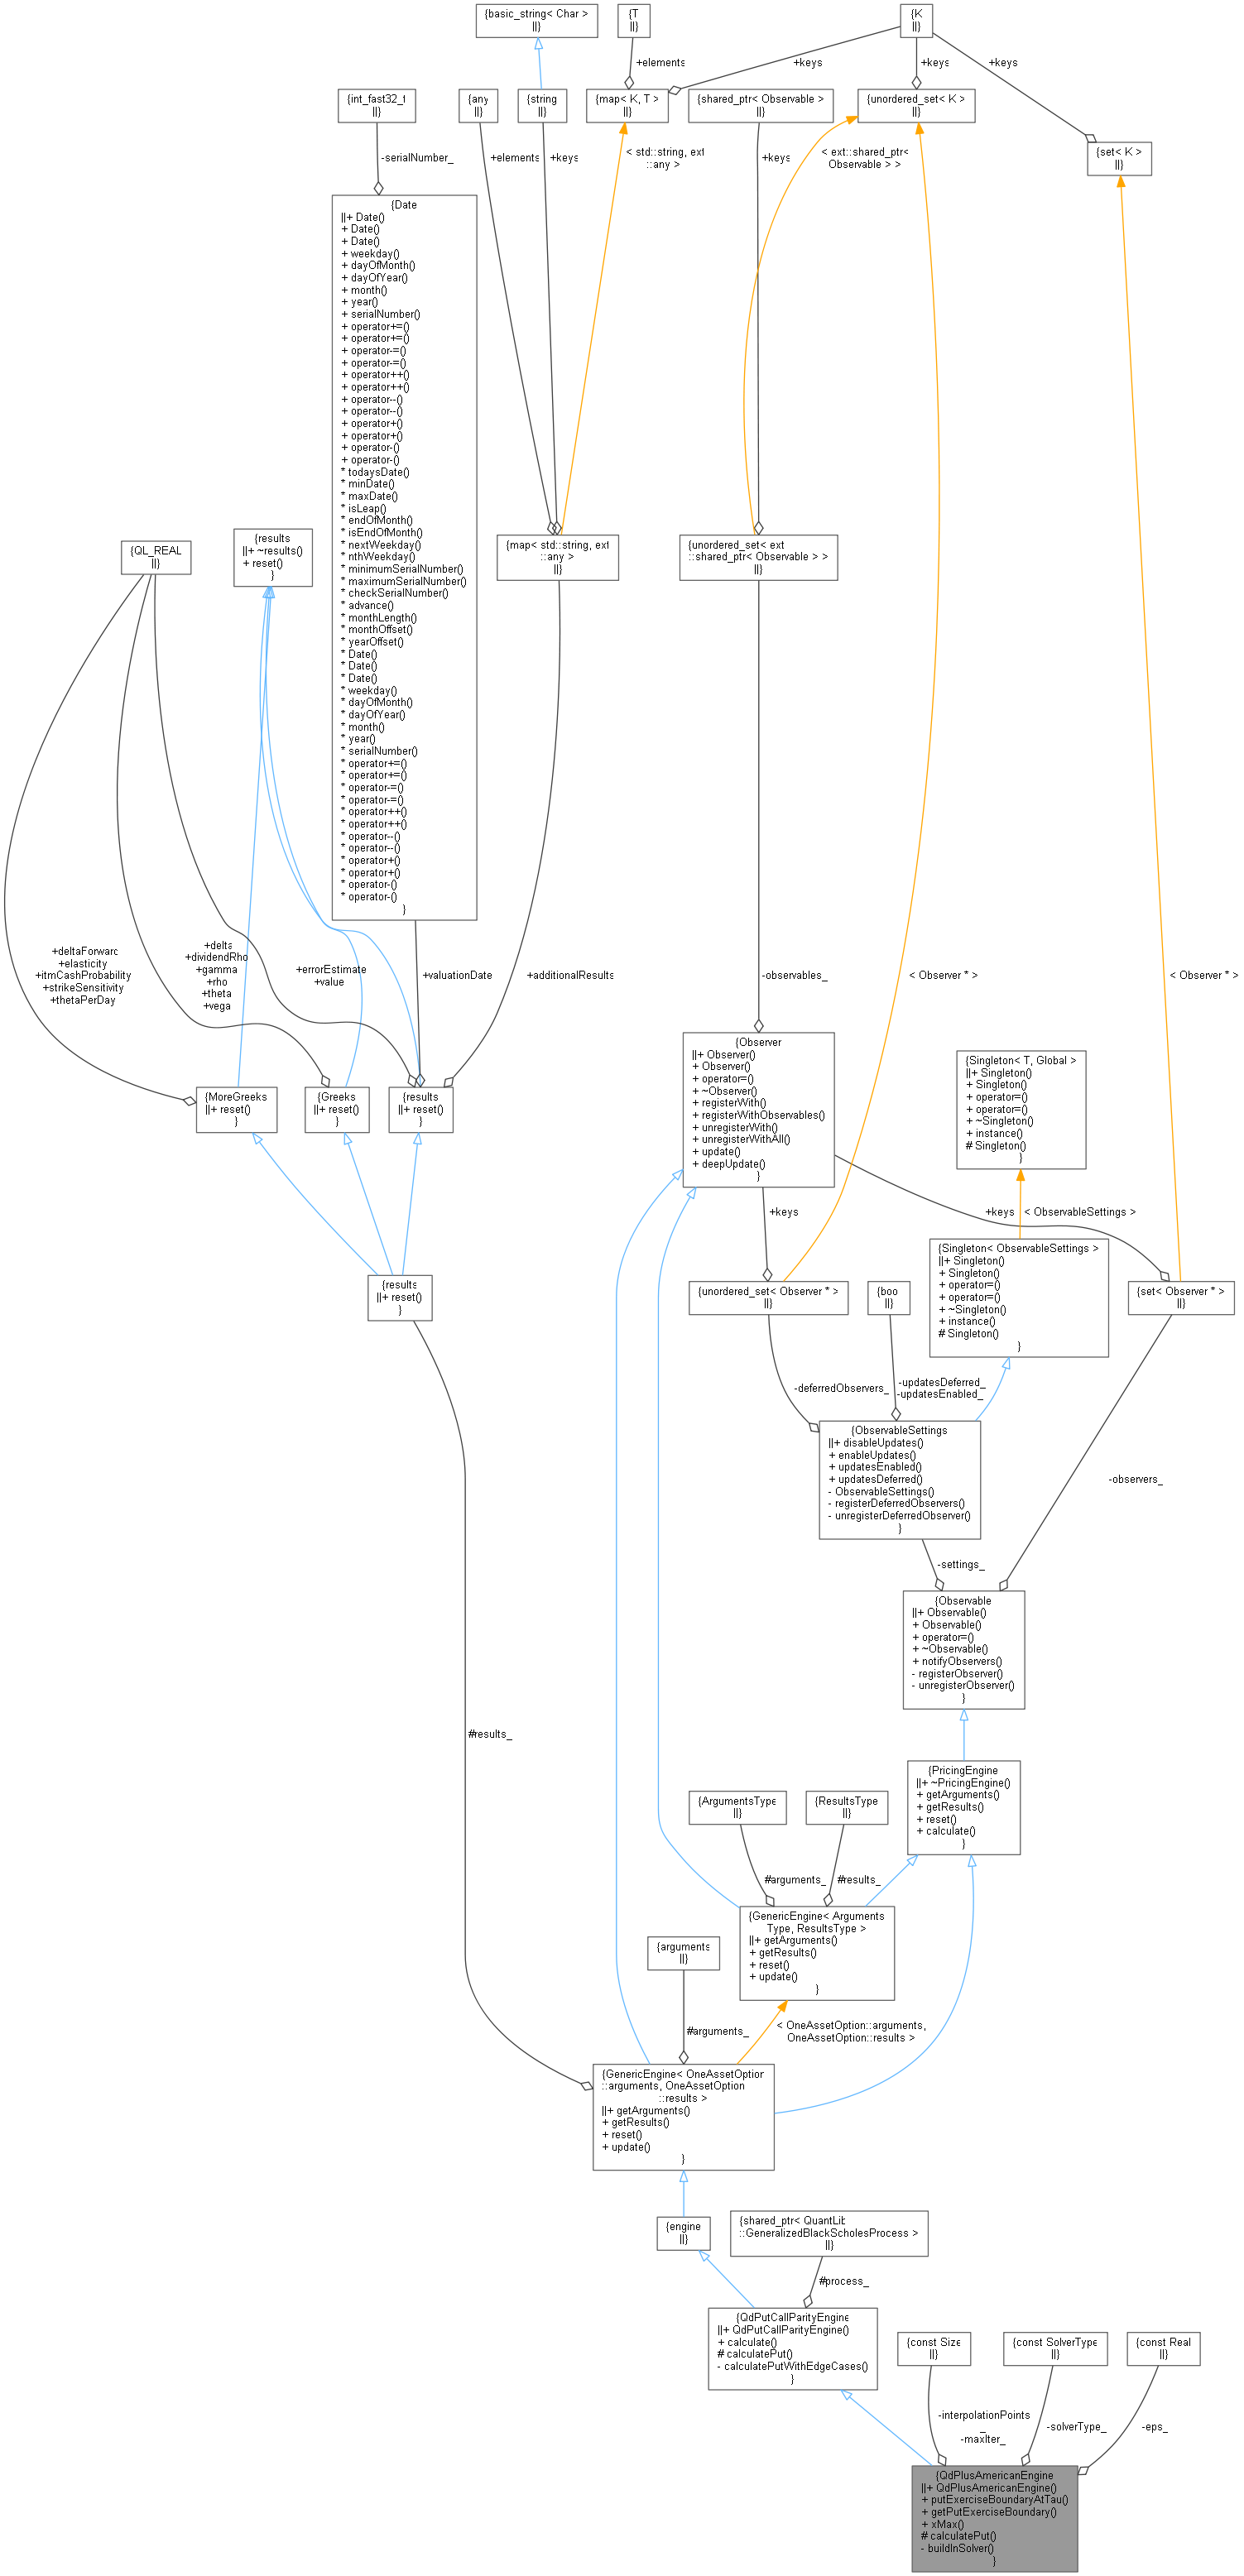 {basic_string< Char >
||}
{T
||}
{K
||}
+elements
+keys
+keys
+keys
{int_fast32_t
||}
{any
||}
{string
||}
{map< K, T >
||}
{shared_ptr< Observable >
||}
{unordered_set< K >
||}
{set< K >
||}
-serialNumber_
+elements
+keys
< std::string, ext
::any >
+keys
< ext::shared_ptr<
Observable > >
{Date
||+ Date()
+ Date()
+ Date()
+ weekday()
+ dayOfMonth()
+ dayOfYear()
+ month()
+ year()
+ serialNumber()
+ operator+=()
+ operator+=()
+ operator-=()
+ operator-=()
+ operator++()
+ operator++()
+ operator--()
+ operator--()
+ operator+()
+ operator+()
+ operator-()
+ operator-()
* todaysDate()
* minDate()
* maxDate()
* isLeap()
* endOfMonth()
* isEndOfMonth()
* nextWeekday()
* nthWeekday()
* minimumSerialNumber()
* maximumSerialNumber()
* checkSerialNumber()
* advance()
* monthLength()
* monthOffset()
* yearOffset()
* Date()
* Date()
* Date()
* weekday()
* dayOfMonth()
* dayOfYear()
* month()
* year()
* serialNumber()
* operator+=()
* operator+=()
* operator-=()
* operator-=()
* operator++()
* operator++()
* operator--()
* operator--()
* operator+()
* operator+()
* operator-()
* operator-()
}
{QL_REAL
||}
{results
||+ ~results()
+ reset()
}
{map< std::string, ext
::any >
||}
{unordered_set< ext
::shared_ptr< Observable > >
||}
+deltaForward
+elasticity
+itmCashProbability
+strikeSensitivity
+thetaPerDay
+delta
+dividendRho
+gamma
+rho
+theta
+vega
+errorEstimate
+value
+valuationDate
+additionalResults
-observables_
< Observer * >
< Observer * >
{MoreGreeks
||+ reset()
}
{Greeks
||+ reset()
}
{results
||+ reset()
}
{Observer
||+ Observer()
+ Observer()
+ operator=()
+ ~Observer()
+ registerWith()
+ registerWithObservables()
+ unregisterWith()
+ unregisterWithAll()
+ update()
+ deepUpdate()
}
{Singleton< T, Global >
||+ Singleton()
+ Singleton()
+ operator=()
+ operator=()
+ ~Singleton()
+ instance()
# Singleton()
}
+keys
+keys
< ObservableSettings >
{results
||+ reset()
}
{unordered_set< Observer * >
||}
{boo
||}
{Singleton< ObservableSettings >
||+ Singleton()
+ Singleton()
+ operator=()
+ operator=()
+ ~Singleton()
+ instance()
# Singleton()
}
{set< Observer * >
||}
-deferredObservers_
-updatesDeferred_
-updatesEnabled_
{ObservableSettings
||+ disableUpdates()
+ enableUpdates()
+ updatesEnabled()
+ updatesDeferred()
- ObservableSettings()
- registerDeferredObservers()
- unregisterDeferredObserver()
}
-observers_
-settings_
{Observable
||+ Observable()
+ Observable()
+ operator=()
+ ~Observable()
+ notifyObservers()
- registerObserver()
- unregisterObserver()
}
#results_
{PricingEngine
||+ ~PricingEngine()
+ getArguments()
+ getResults()
+ reset()
+ calculate()
}
{ArgumentsType
||}
{ResultsType
||}
#arguments_
#results_
{GenericEngine< Arguments
Type, ResultsType >
||+ getArguments()
+ getResults()
+ reset()
+ update()
}
{arguments
||}
#arguments_
< OneAssetOption::arguments,
OneAssetOption::results >
{GenericEngine< OneAssetOption
::arguments, OneAssetOption
::results >
||+ getArguments()
+ getResults()
+ reset()
+ update()
}
{engine
||}
{shared_ptr< QuantLib
::GeneralizedBlackScholesProcess >
||}
#process_
{QdPutCallParityEngine
||+ QdPutCallParityEngine()
+ calculate()
# calculatePut()
- calculatePutWithEdgeCases()
}
{const Size
||}
{const SolverType
||}
{const Real
||}
-interpolationPoints
_
-maxIter_
-solverType_
-eps_
{QdPlusAmericanEngine
||+ QdPlusAmericanEngine()
+ putExerciseBoundaryAtTau()
+ getPutExerciseBoundary()
+ xMax()
# calculatePut()
- buildInSolver()
}